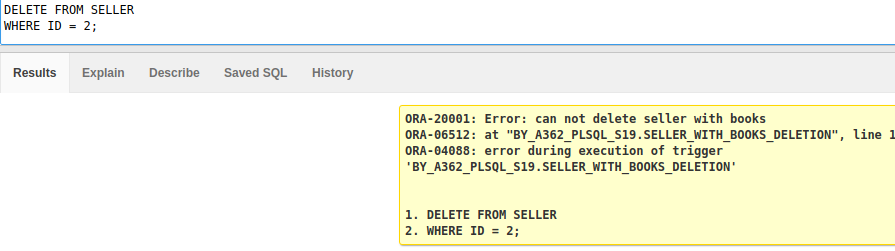 DELETE FROM SELLER
WHERE ID = 2;
Results Explain Describe Saved SQL History
ORA-20001: Error: can not delete seller with books
ORA-06512: at "BY_A362_PLSQL_S19.SELLER_WITH_BOOKS_DELETION", line 1
ORA-04088: error during execution of trigger
'BY_A362_PLSQL_S19.SELLER_WITH_BOOKS_DELETION'
1. DELETE FROM SELLER
2. WHERE ID = 2;